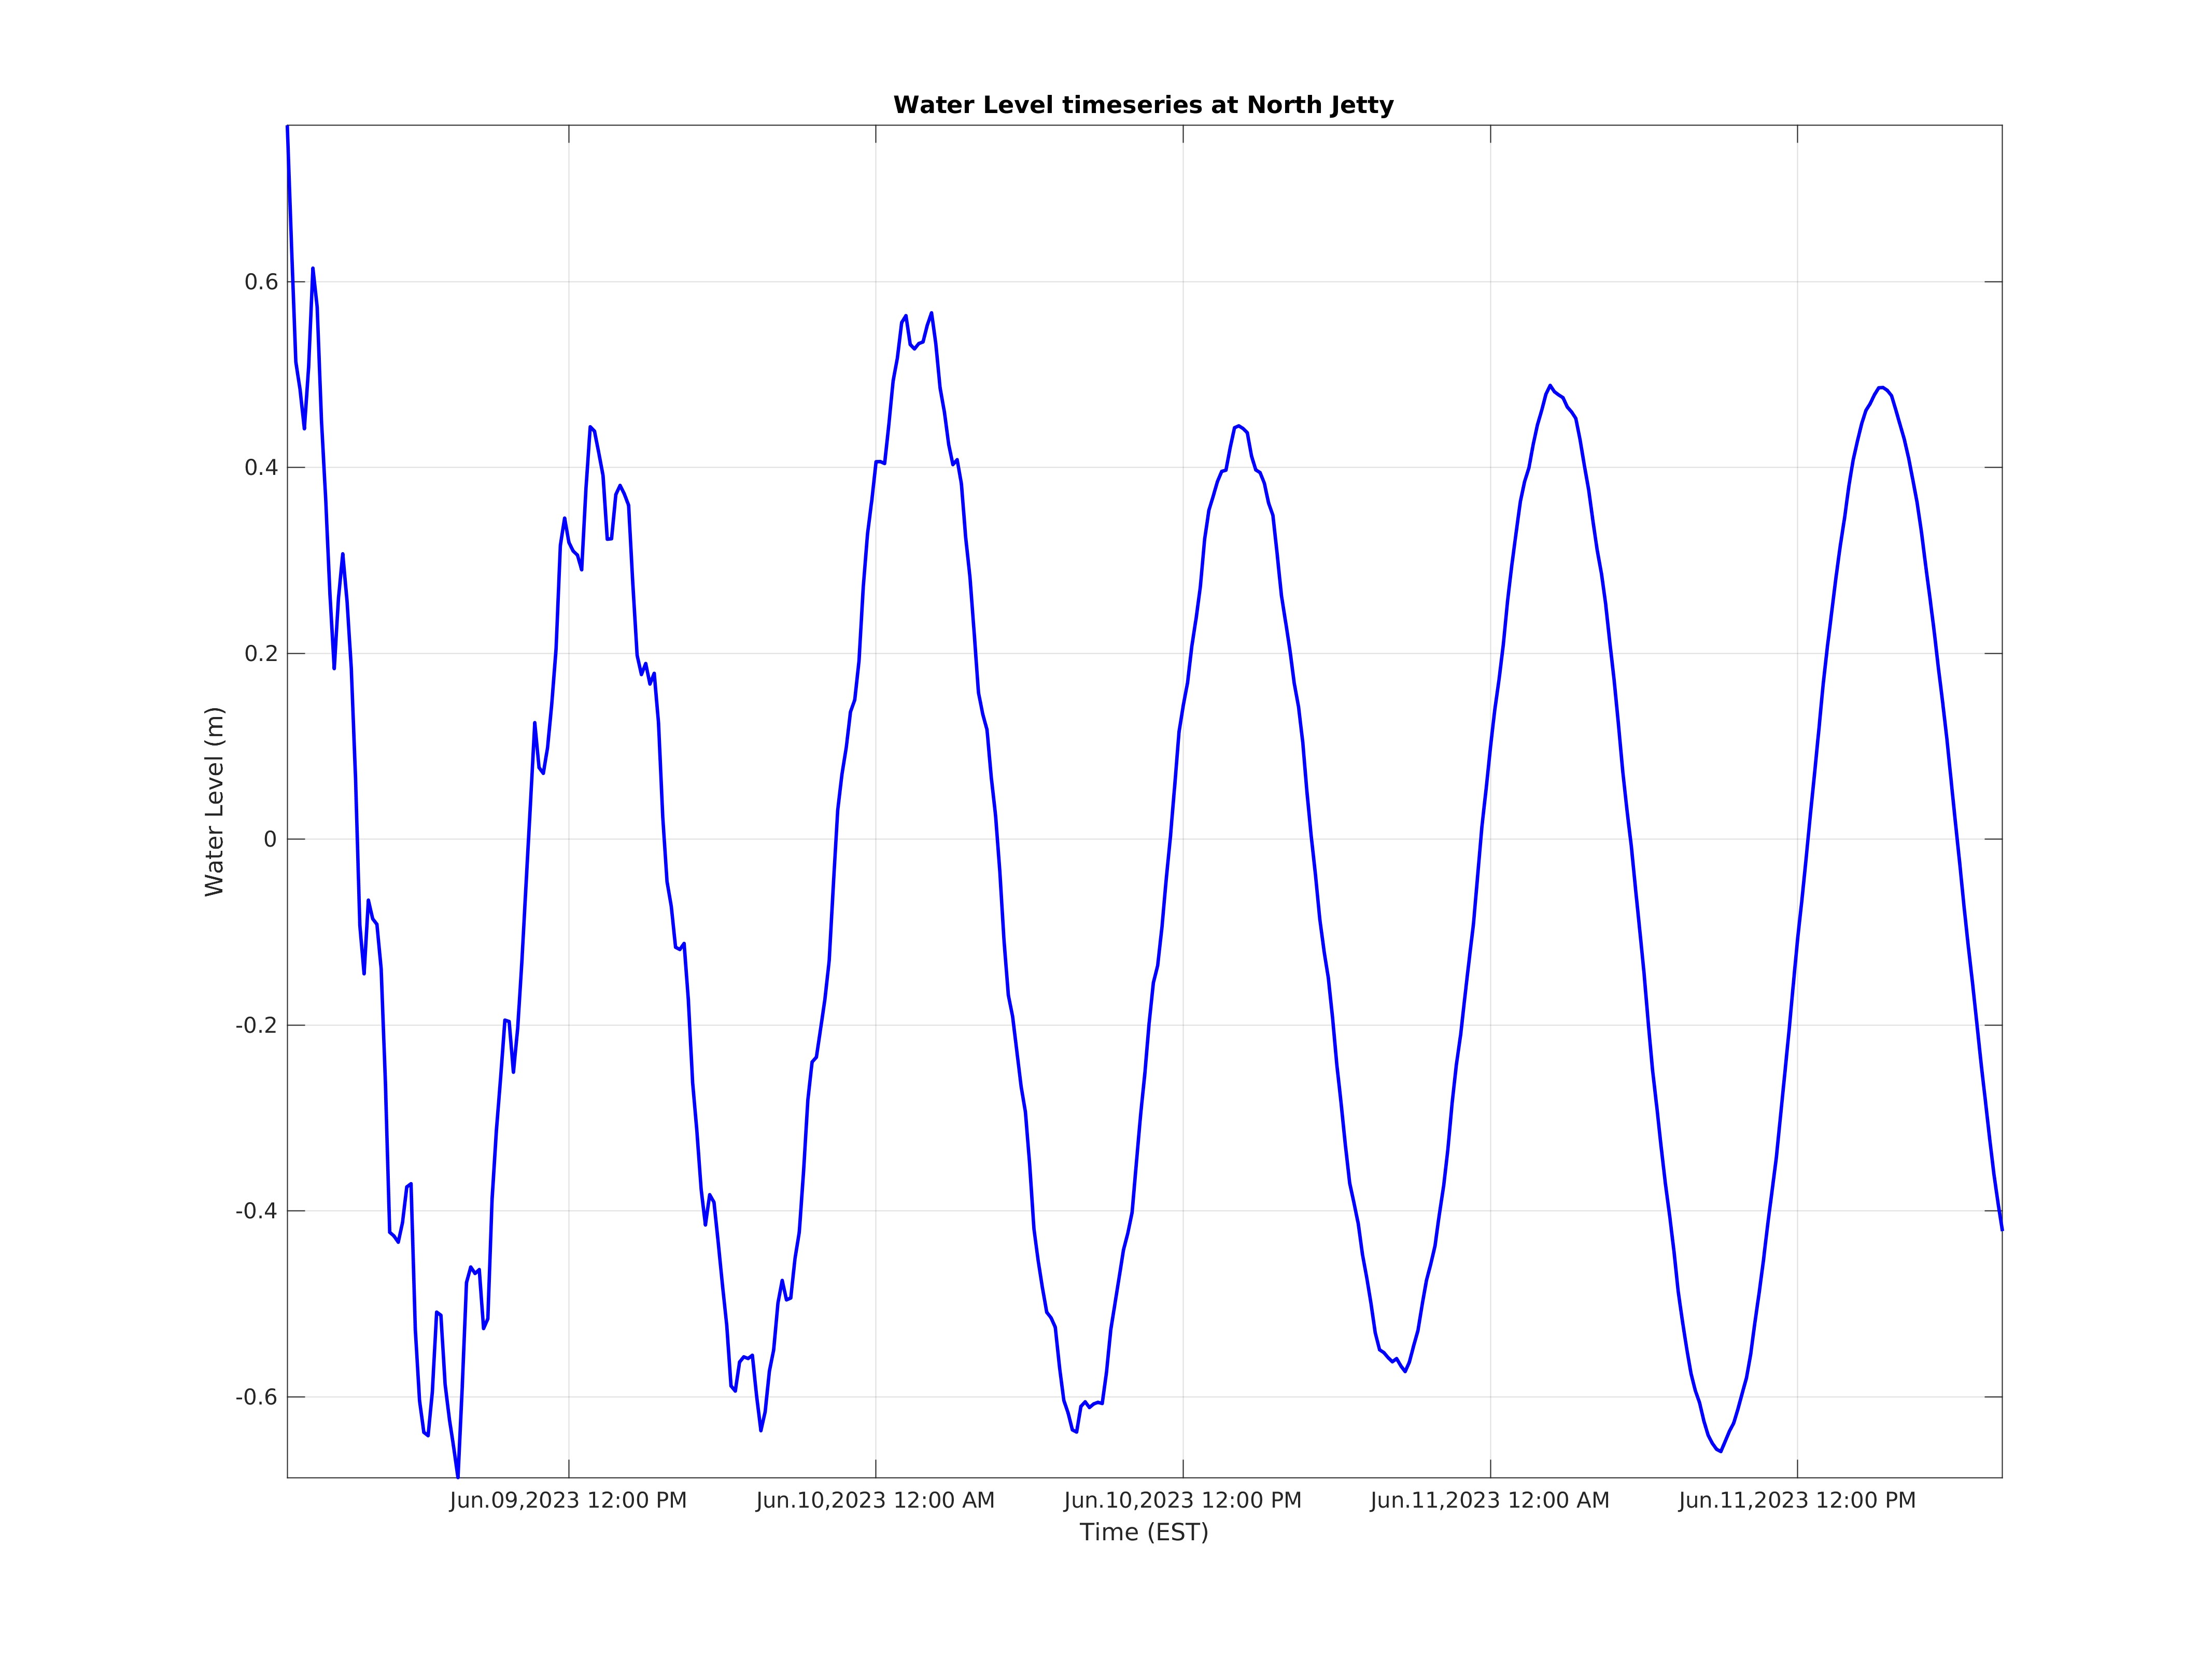 Water Level timeseries at North Jetty
0.6
0.4
0.2
0
-0.2
-0.4
-0.6
Water Level (m)
Jun.09,2023 12:00 PM
Jun.10,2023 12:00 AM
Jun.10,2023 12:00 PM
Jun.11,2023 12:00 AM
Jun.11,2023 12:00 PM
Time (EST)